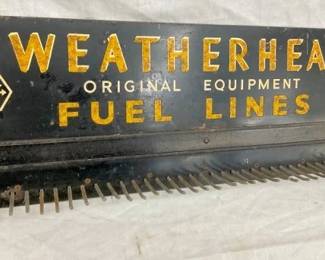 WEATHERHEA
ORIGINAL EQUIPMENT
FUEL LINES